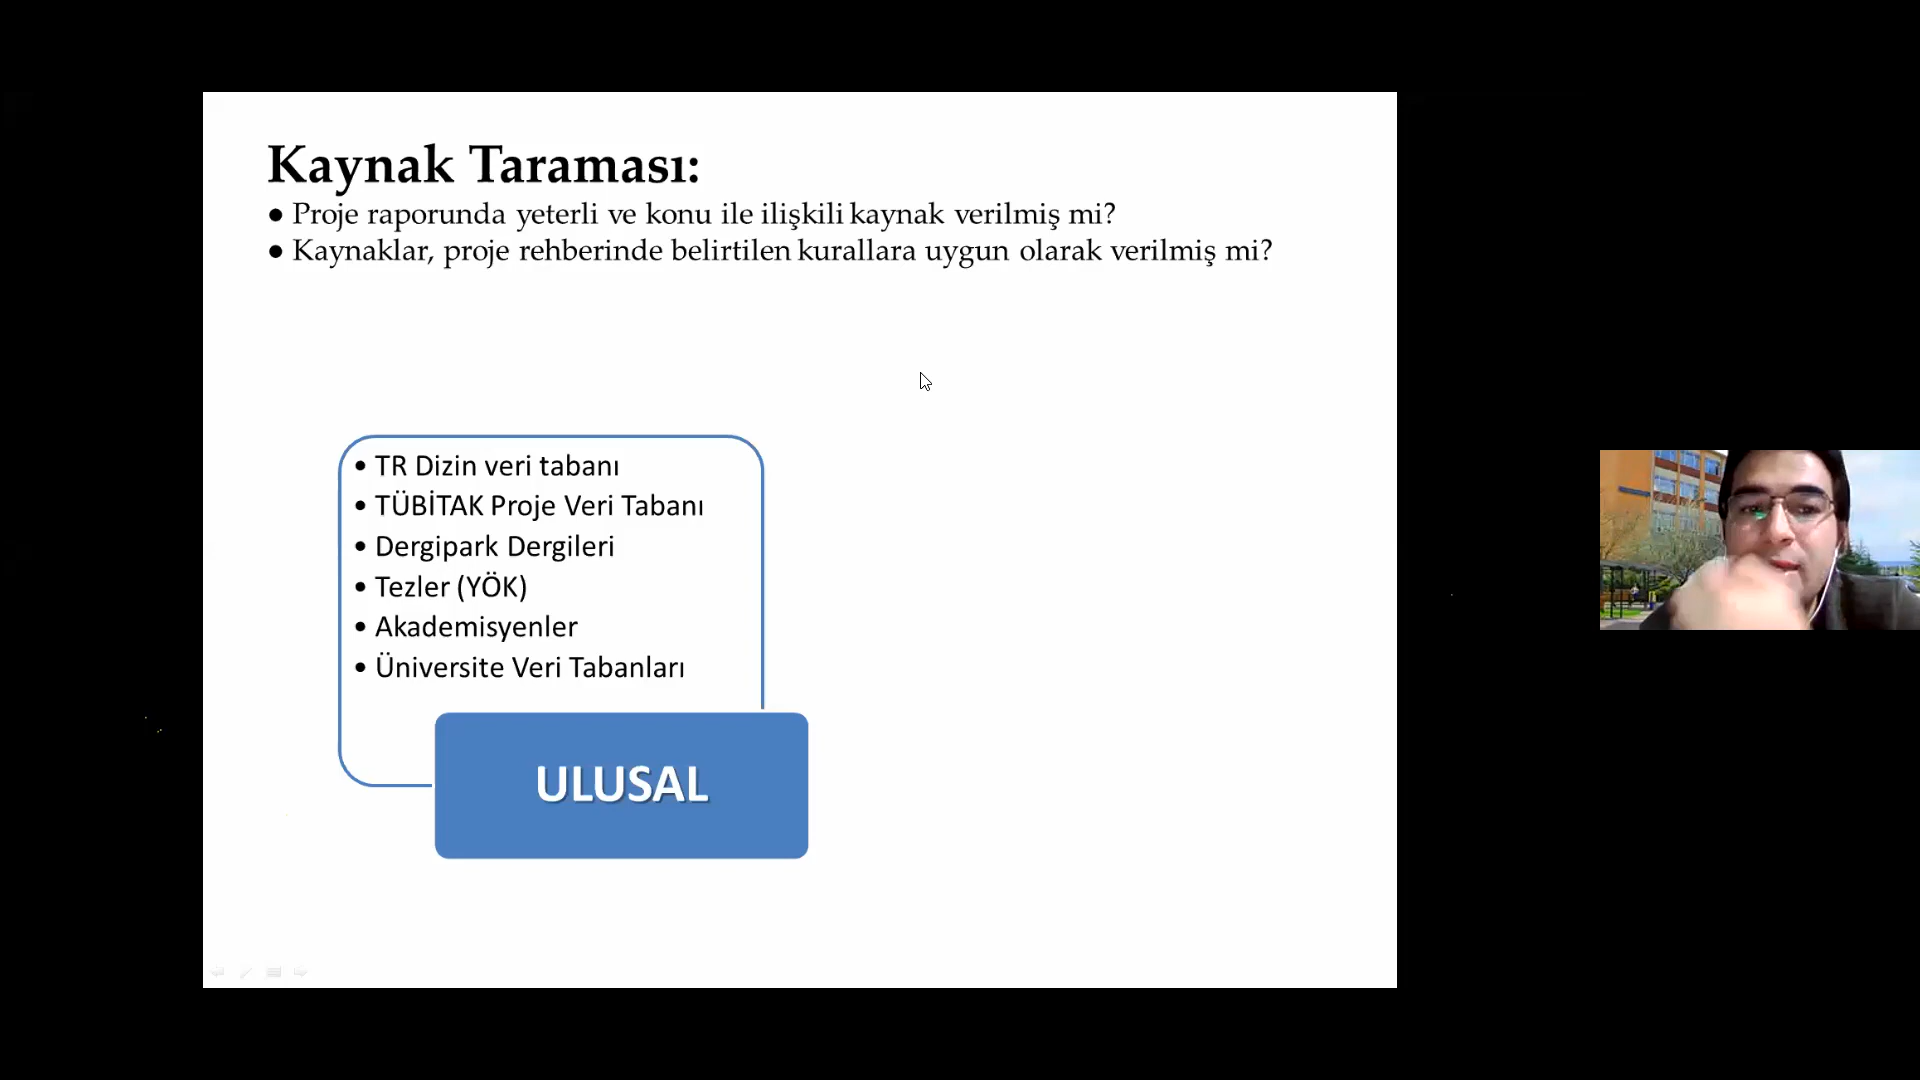 Kaynak Taraması:
● Proje raporunda yeterli ve konu ile ilişkili kaynak verilmiş mi?
● Kaynaklar, proje rehberinde belirtilen kurallara uygun olarak verilmiş mi?
• TR Dizin veri tabanı
• TÜBİTAK Proje Veri Tabanı
• Dergipark Dergileri
• Tezler (YÖK)
• Akademisyenler
• Üniversite Veri Tabanları
ULUSAL